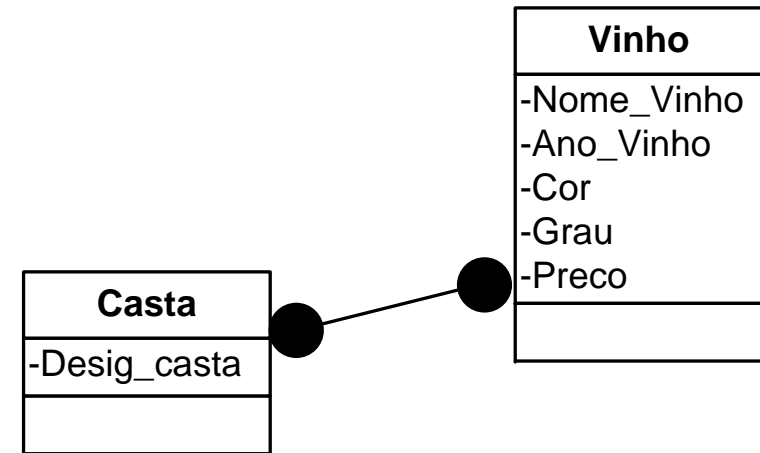 Vinho
-Nome_Vinho
-Ano_Vinho
-Cor
-Grau
-Preco
Casta
-Desig_casta